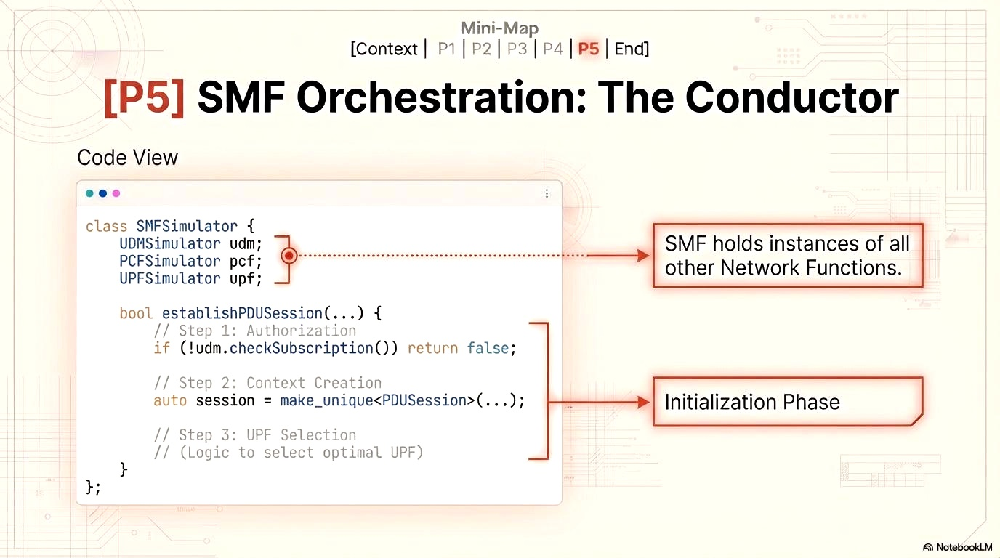 Mini-Map
[Context | P1 | P2 | P3 | P4 | P5 | End]
[P5] SMF Orchestration: The Conductor
Code View
class SMFSimulator {
    UDMSimulator udm;
    PCFSimulator pcf;
    UPFSimulator upf;
    bool establishPDUSession(...) {
        // Step 1: Authorization
        if (!udm.checkSubscription()) return false;
        // Step 2: Context Creation
        auto session = make_unique<PDUSession>(...);
        // Step 3: UPF Selection
        // (Logic to select optimal UPF)
    }
};
SMF holds instances of all
other Network Functions.
Initialization Phase
NotebookLM